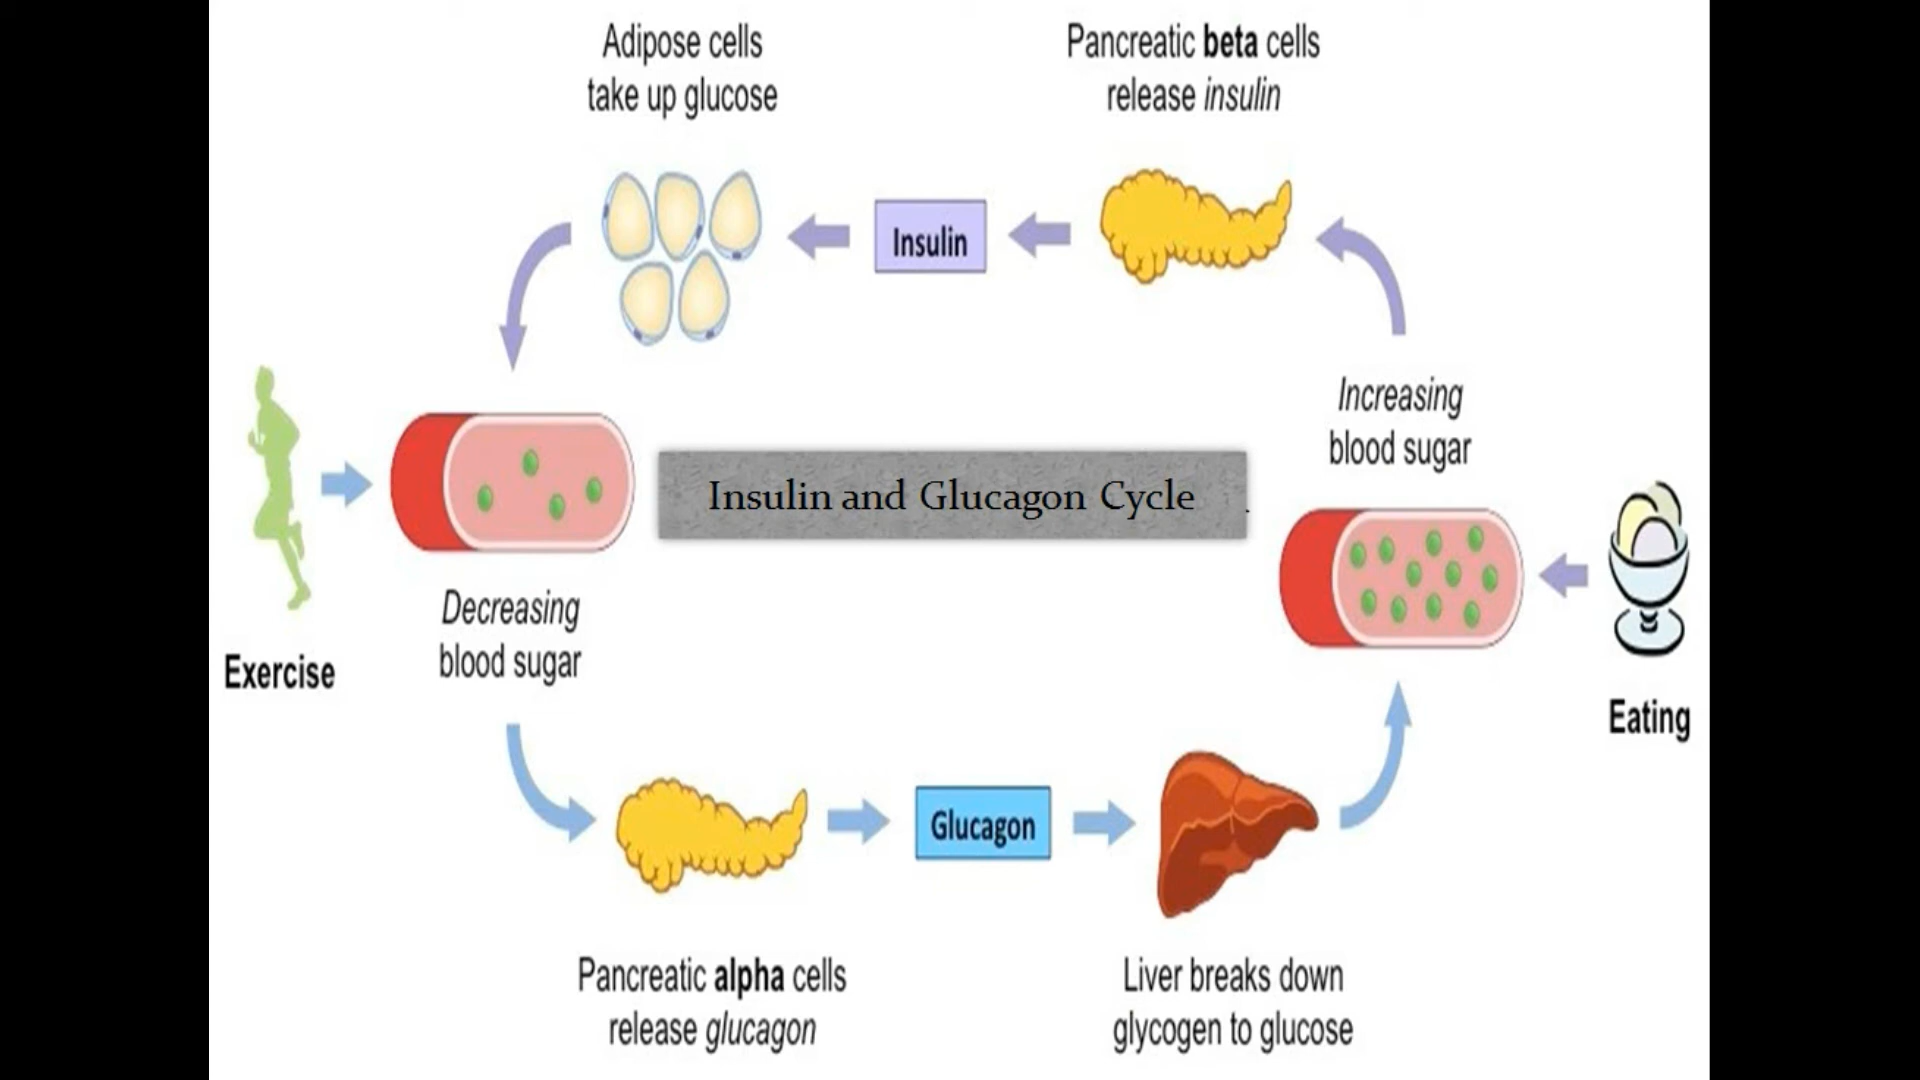 Adipose cells
take up glucose
Pancreatic beta cells
release insulin
Insulin
Increasing
blood sugar
Insulin and Glucagon Cycle
Decreasing
blood sugar
Exercise
Eating
Glucagon
Pancreatic alpha cells
release glucagon
Liver breaks down
glycogen to glucose